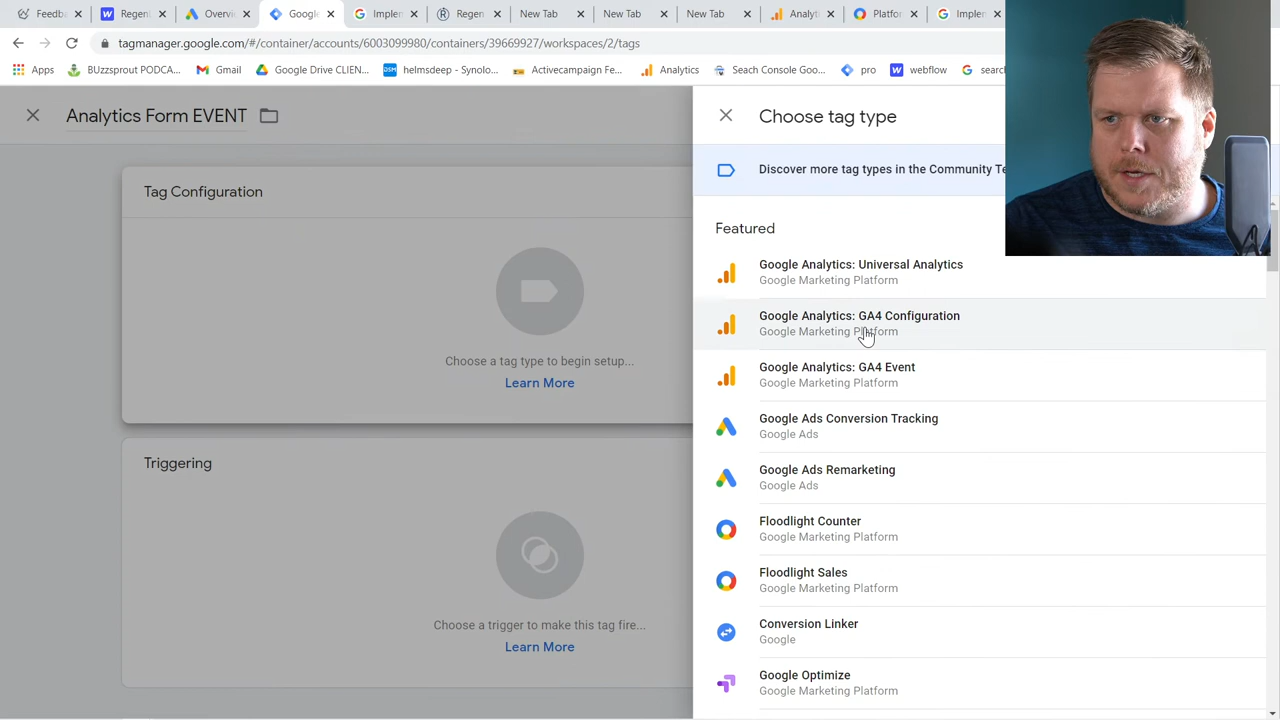 Feedb
Regenl
Overvi
Google
Implen
Regen
New Tab
New Tab
New Tab
Analyti
Platfor
Implen
tagmanager.google.com/#/container/accounts/6003099980/containers/39669927/workspaces/2/tags
Apps
BUzzsprout PODCA...
Gmail
Google Drive CLIEN...
DSM
helmsdeep - Synolo...
Activecampaign Fe...
Analytics
Seach Console Goo...
pro
webflow
searc
Analytics Form EVENT
Choose tag type
Tag Configuration
Discover more tag types in the Community Te
Featured
Google Analytics: Universal Analytics
Google Marketing Platform
Google Analytics: GA4 Configuration
Google Marketing Platform
Choose a tag type to begin setup...
Learn More
Google Analytics: GA4 Event
Google Marketing Platform
Google Ads Conversion Tracking
Google Ads
Triggering
Google Ads Remarketing
Google Ads
Floodlight Counter
Google Marketing Platform
Floodlight Sales
Google Marketing Platform
Choose a trigger to make this tag fire...
Learn More
Conversion Linker
Google
Google Optimize
Google Marketing Platform